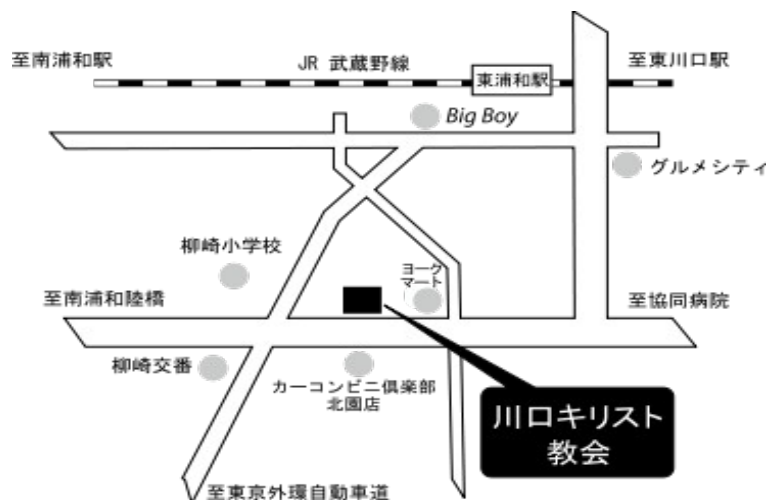 至南浦和駅
JR 武蔵野線
至東川口駅
東浦和駅
Big Boy
グルメシティ
柳崎小学校
ヨーク
マート
至南浦和陸橋
至協同病院
柳崎交番
カーコンビニ倶楽部
北園店
川口キリスト
教会
至東京外環自動車道